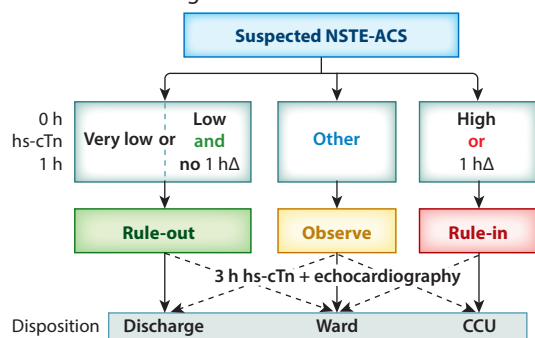 Suspected NSTE-ACS
0 h
hs-cTn
1 h
Very low or
Low
and
no 1 hΔ
Other
High
or
1 hΔ
Rule-out
Observe
Rule-in
3 h hs-cTn + echocardiography
Disposition
Discharge
Ward
CCU